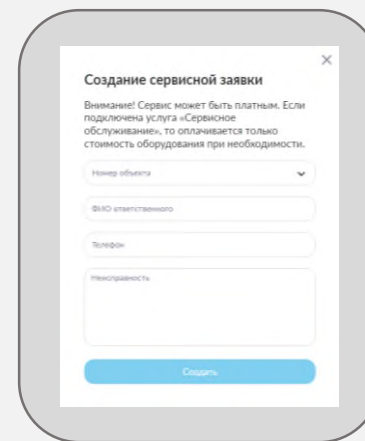 Создание сервисной заявки
Внимание! Сервис может быть платным. Если
подключена услуга «Сервисное
обслуживание», то оплачивается только
стоимость оборудования при необходимости.
Номер объекта
ФИО ответственного
Телефон
Неисправность
Создать